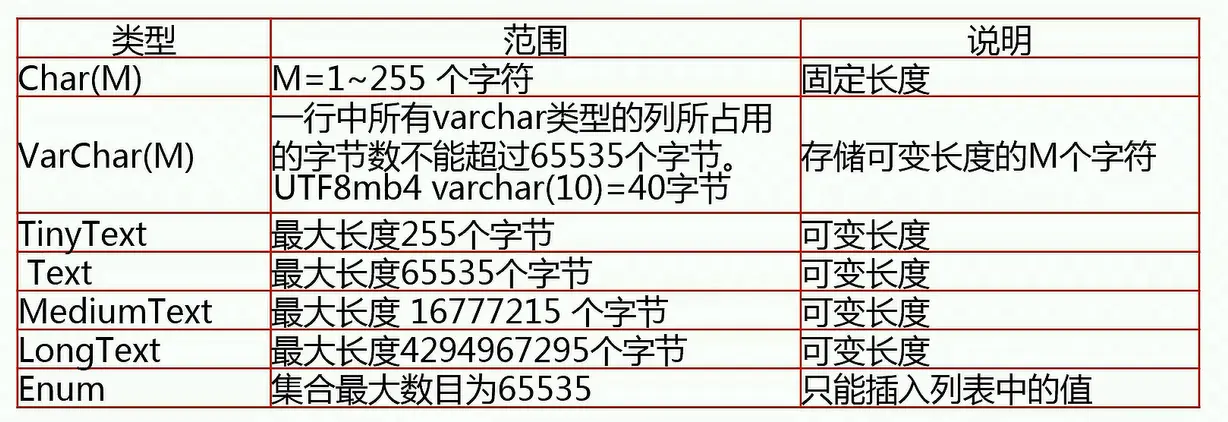 类型 范围 说明
Char(M) M=1~255 个字符 固定长度
一行中所有varchar类型的列所占用
VarChar(M) 的字节数不能超过65535个字节。 存储可变长度的M个字符
UTF8mb4 varchar(10)=40字节
TinyText 最大长度255个字节 可变长度
Text 最大长度65535个字节 可变长度
MediumText 最大长度 16777215 个字节 可变长度
LongText 最大长度4294967295个字节 可变长度
Enum 集合最大数目为65535 只能插入列表中的值